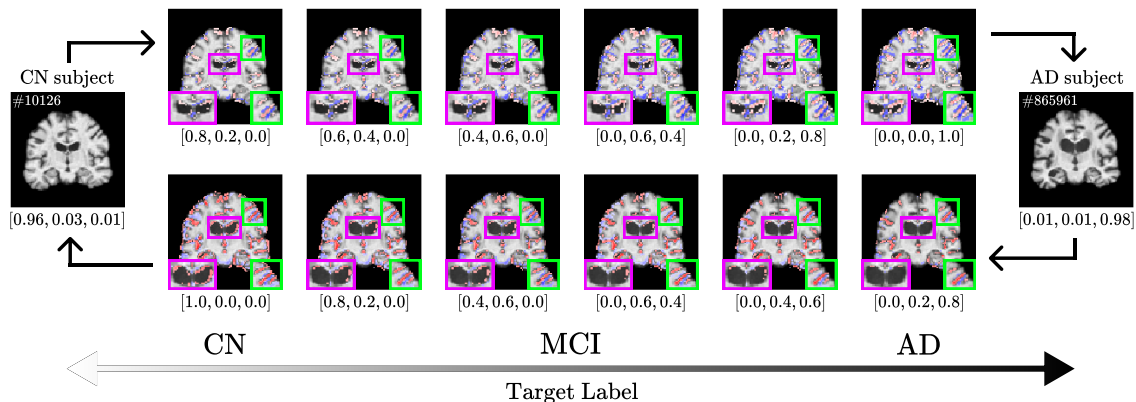 CN subject
#10126
[0.96, 0.03, 0.01]
[0.8, 0.2, 0.0]
[0.6, 0.4, 0.0]
[0.4, 0.6, 0.0]
[0.0, 0.6, 0.4]
[0.0, 0.2, 0.8]
[0.0, 0.0, 1.0]
AD subject
#865961
[0.01, 0.01, 0.98]
[1.0, 0.0, 0.0]
[0.8, 0.2, 0.0]
[0.4, 0.6, 0.0]
[0.0, 0.6, 0.4]
[0.0, 0.4, 0.6]
[0.0, 0.2, 0.8]
CN
MCI
AD
Target Label